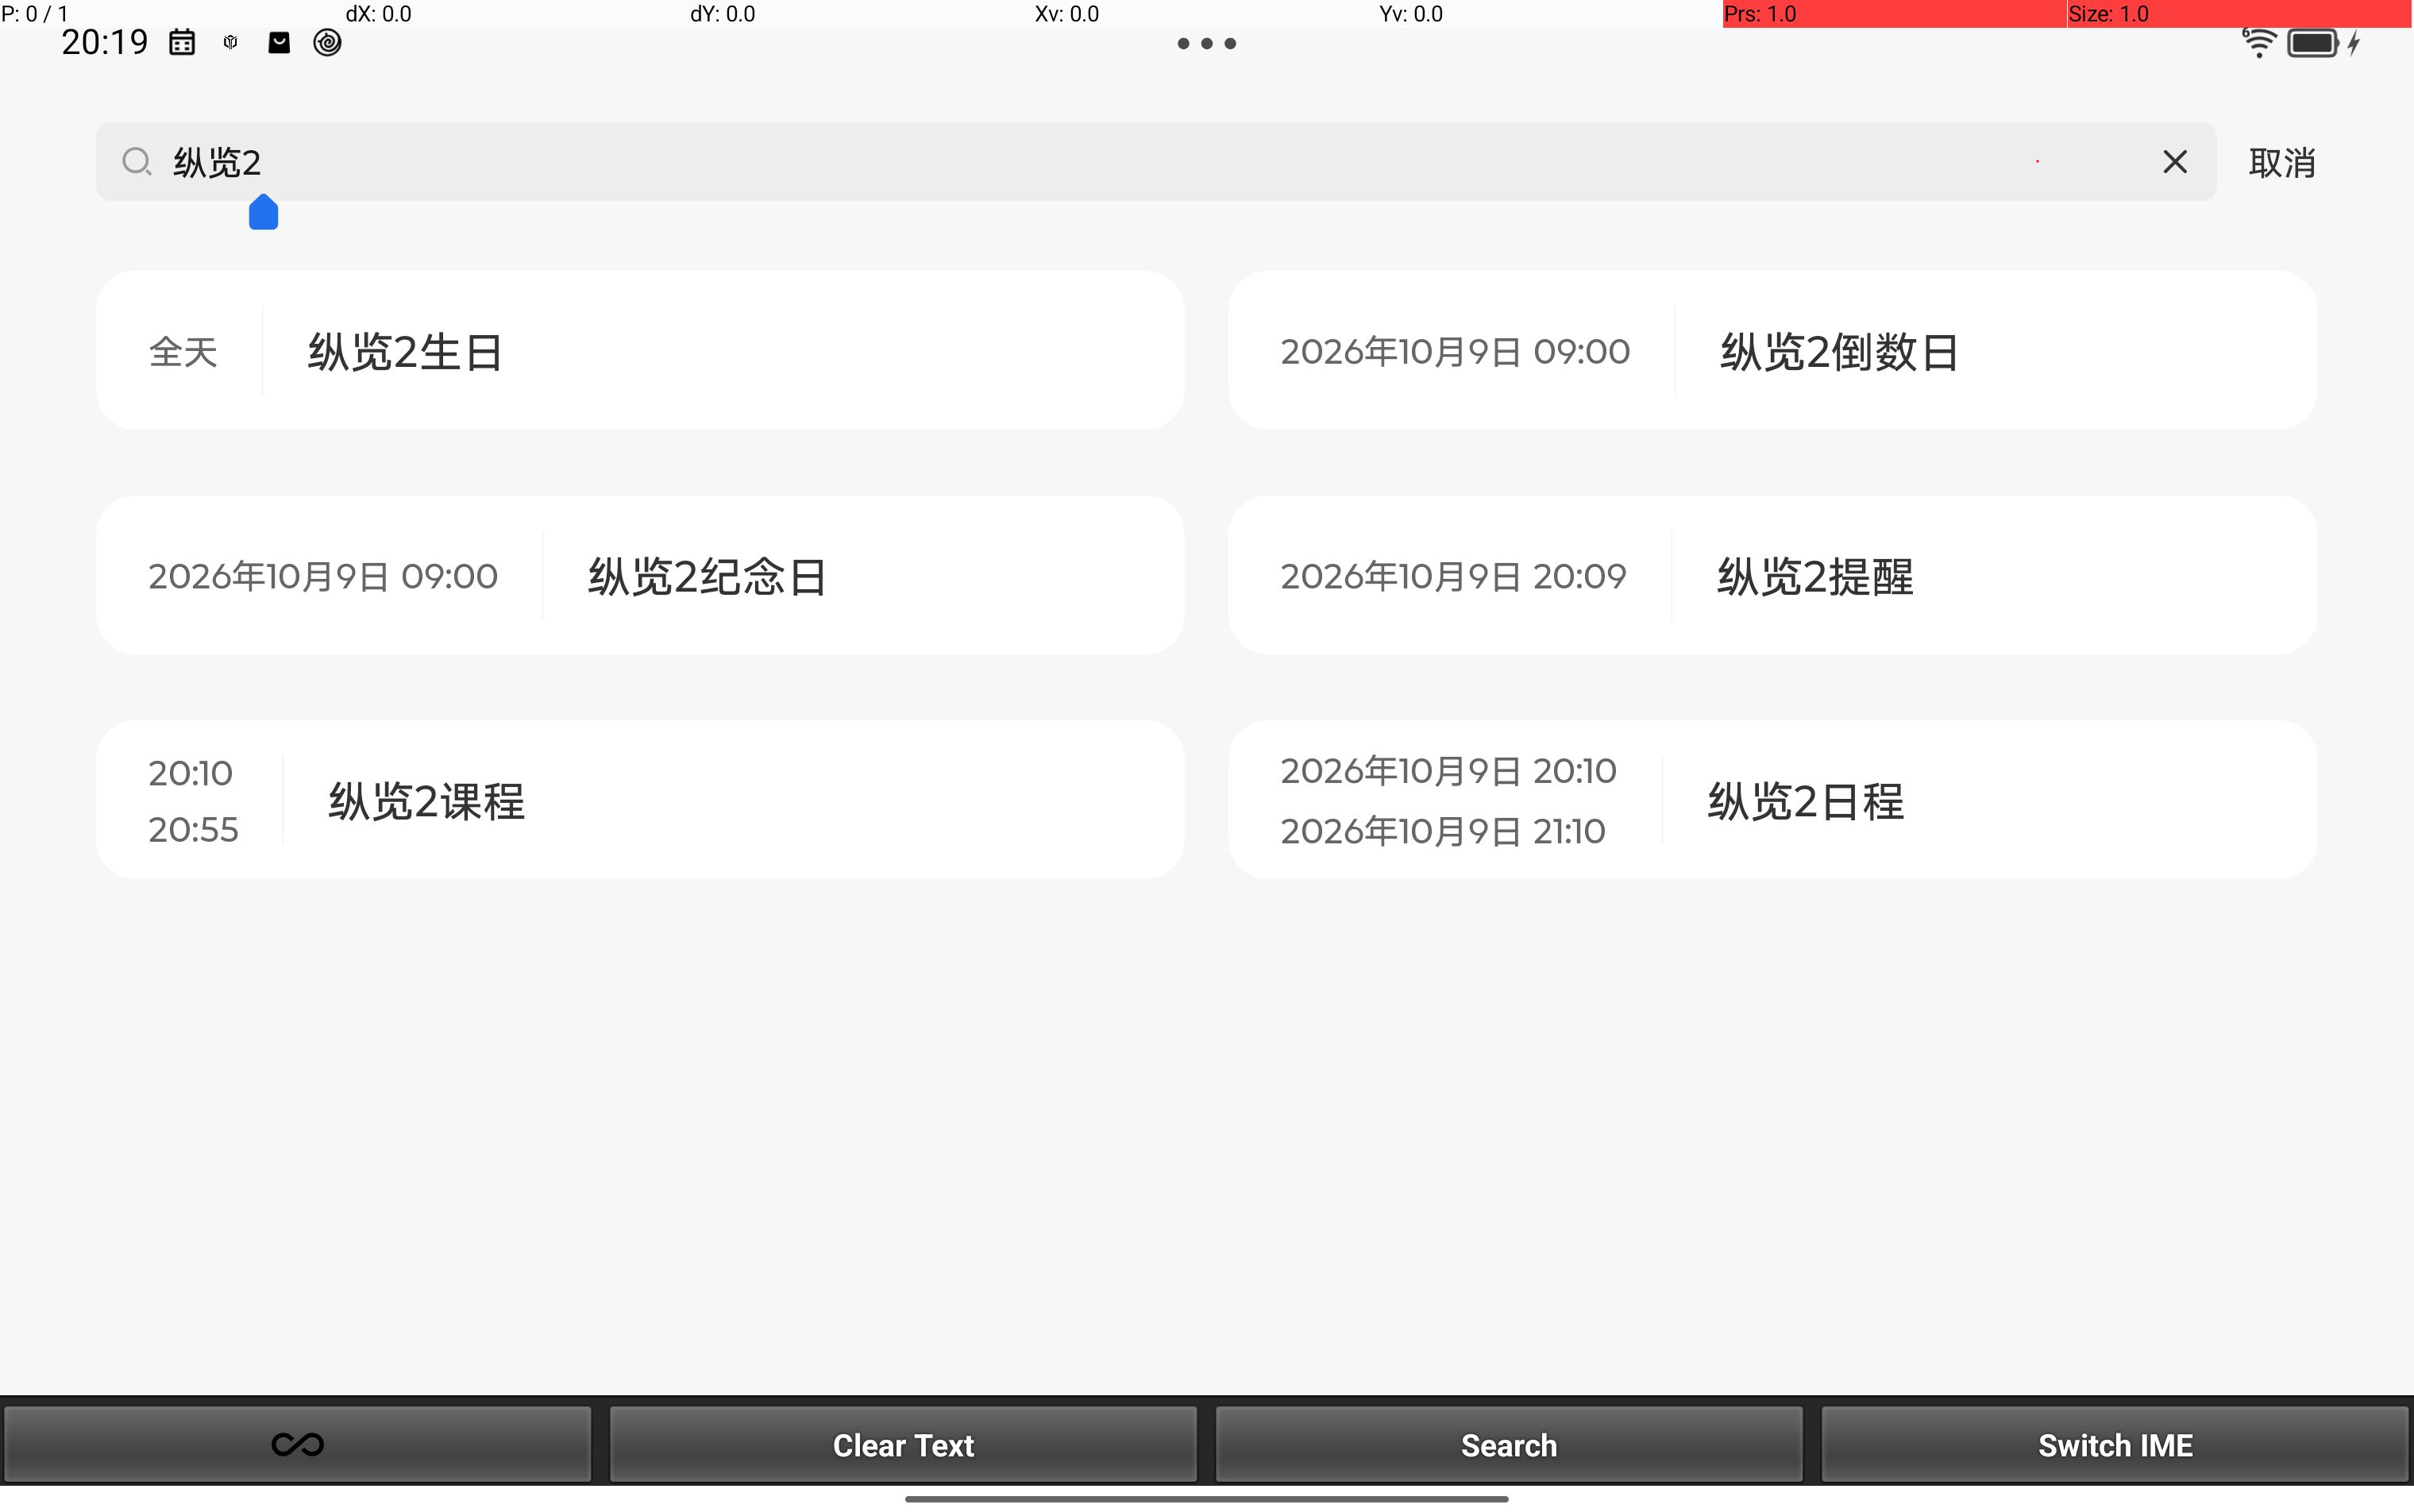 P: 0 / 1 dX: 0.0 dY: 0.0 Xv: 0.0 Yv: 0.0 Prs: 1.0 Size: 1.0
20:19 6
纵览2 取消
全天 纵览2生日
2026年10月9日 09:00 纵览2倒数日
2026年10月9日 09:00 纵览2纪念日
2026年10月9日 20:09 纵览2提醒
20:10
20:55
纵览2课程
2026年10月9日 20:10
2026年10月9日 21:10
纵览2日程
Clear Text Search Switch IME